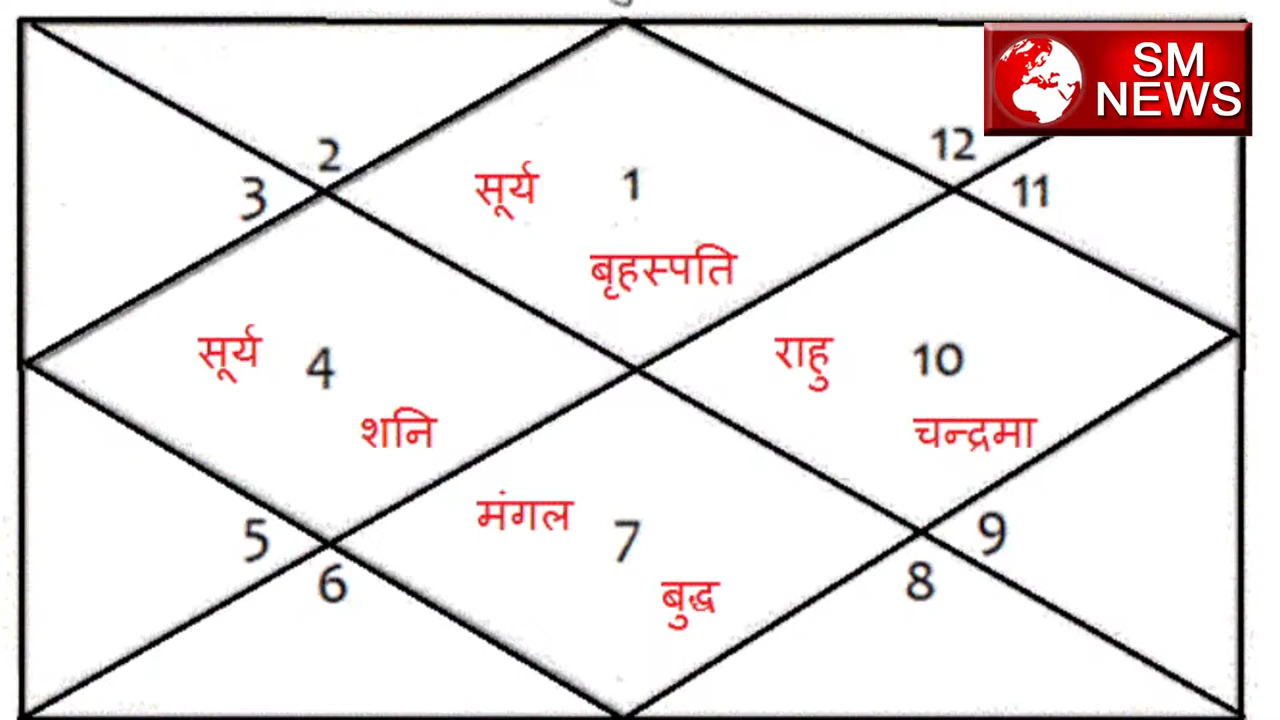 SM
NEWS
2
12
3
सूर्य
1
11
बृहस्पति
सूर्य
4
राहु
10
शनि
चन्द्रमा
मंगल
7
5
9
6
8
बुद्ध